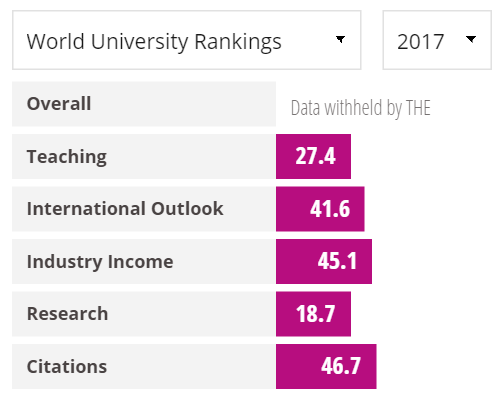 World University Rankings 2017
Overall Data withheld by THE
Teaching 27.4
International Outlook 41.6
Industry Income 45.1
Research 18.7
Citations 46.7